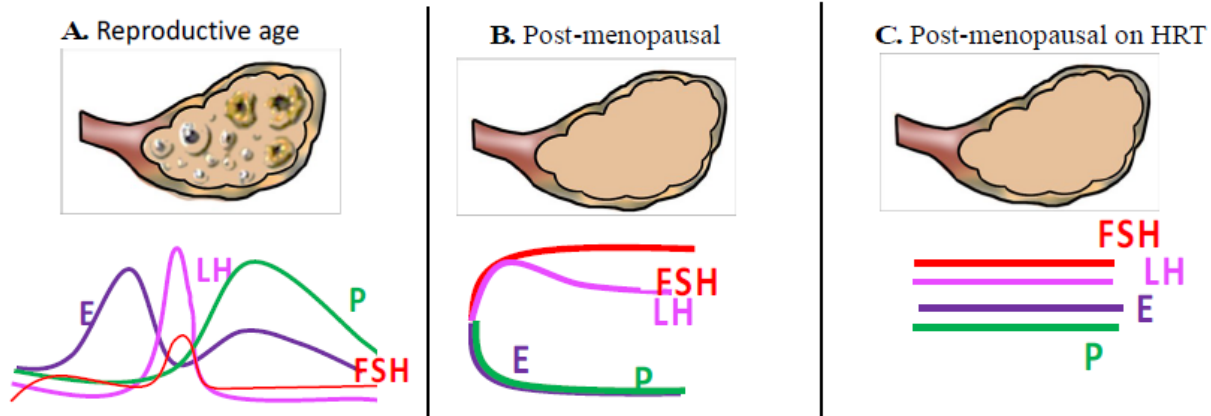 A. Reproductive age
E
LH
P
FSH
B. Post-menopausal
FSH
LH
E
P
C. Post-menopausal on HRT
FSH
LH
E
P